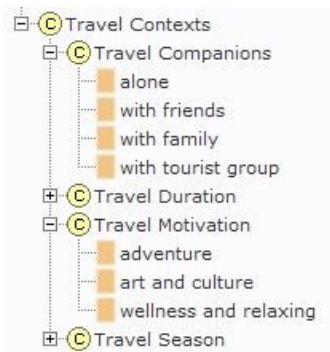 C Travel Contexts
C Travel Companions
alone
with friends
with family
with tourist group
C Travel Duration
C Travel Motivation
adventure
art and culture
wellness and relaxing
C Travel Season